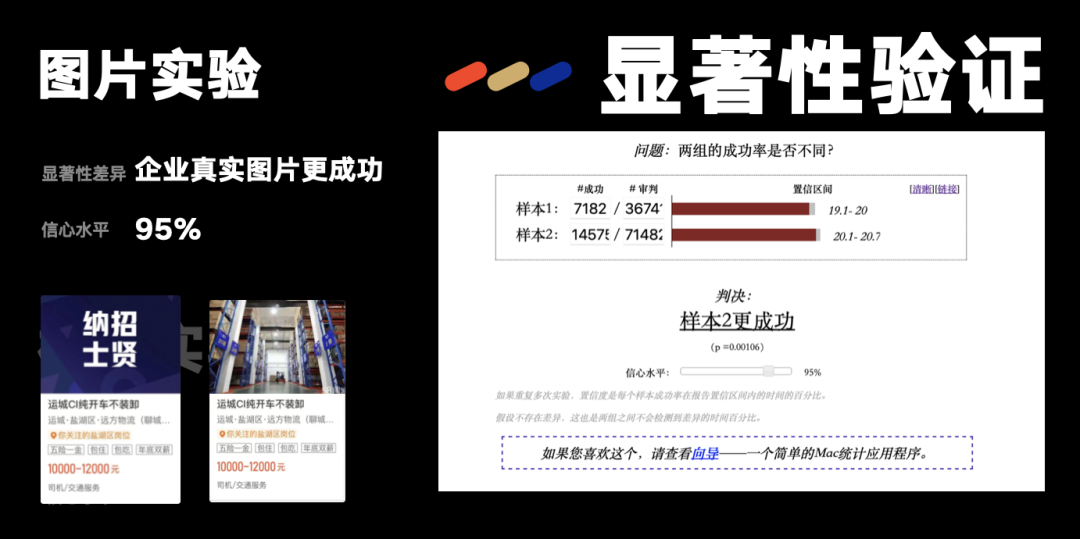 图片实验
显著性验证
显著性差异 企业真实图片更成功
信心水平 95%
纳招
士贤
运城CI纯开车不装卸
运城·盐湖区·远方物流（聊城...
你关注的盐湖区岗位
五险一金 包住 包吃 年底双薪
10000-12000 元
司机/交通服务
运城CI纯开车不装卸
运城·盐湖区·远方物流（聊城...
你关注的盐湖区岗位
五险一金 包住 包吃 年底双薪
10000-12000 元
司机/交通服务
问题：两组的成功率是否不同?
#成功 # 审判 置信区间 [清晰][链接]
样本1： 7182 / 36741 19.1- 20
样本2： 14575 / 71482 20.1- 20.7
判决：
样本2更成功
（p =0.00106）
信心水平： 95%
如果重复多次实验，置信度是每个样本成功率在报告置信区间内的时间的百分比。
假设不存在差异，这也是两组之间不会检测到差异的时间百分比。
如果您喜欢这个，请查看向导——一个简单的Mac统计应用程序。